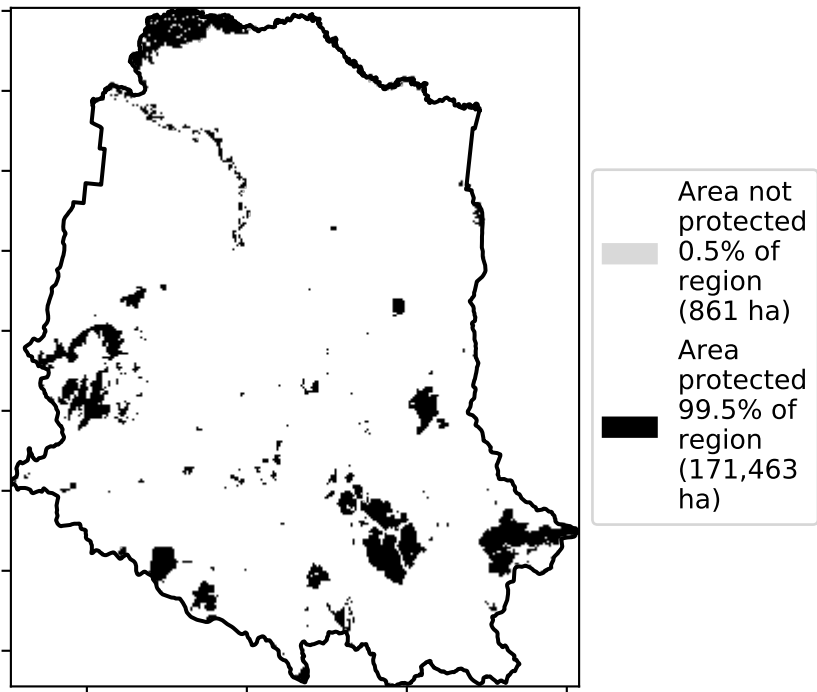 Area not
protected
0.5% of
region
(861 ha)
Area
protected
99.5% of
region
(171,463
ha)